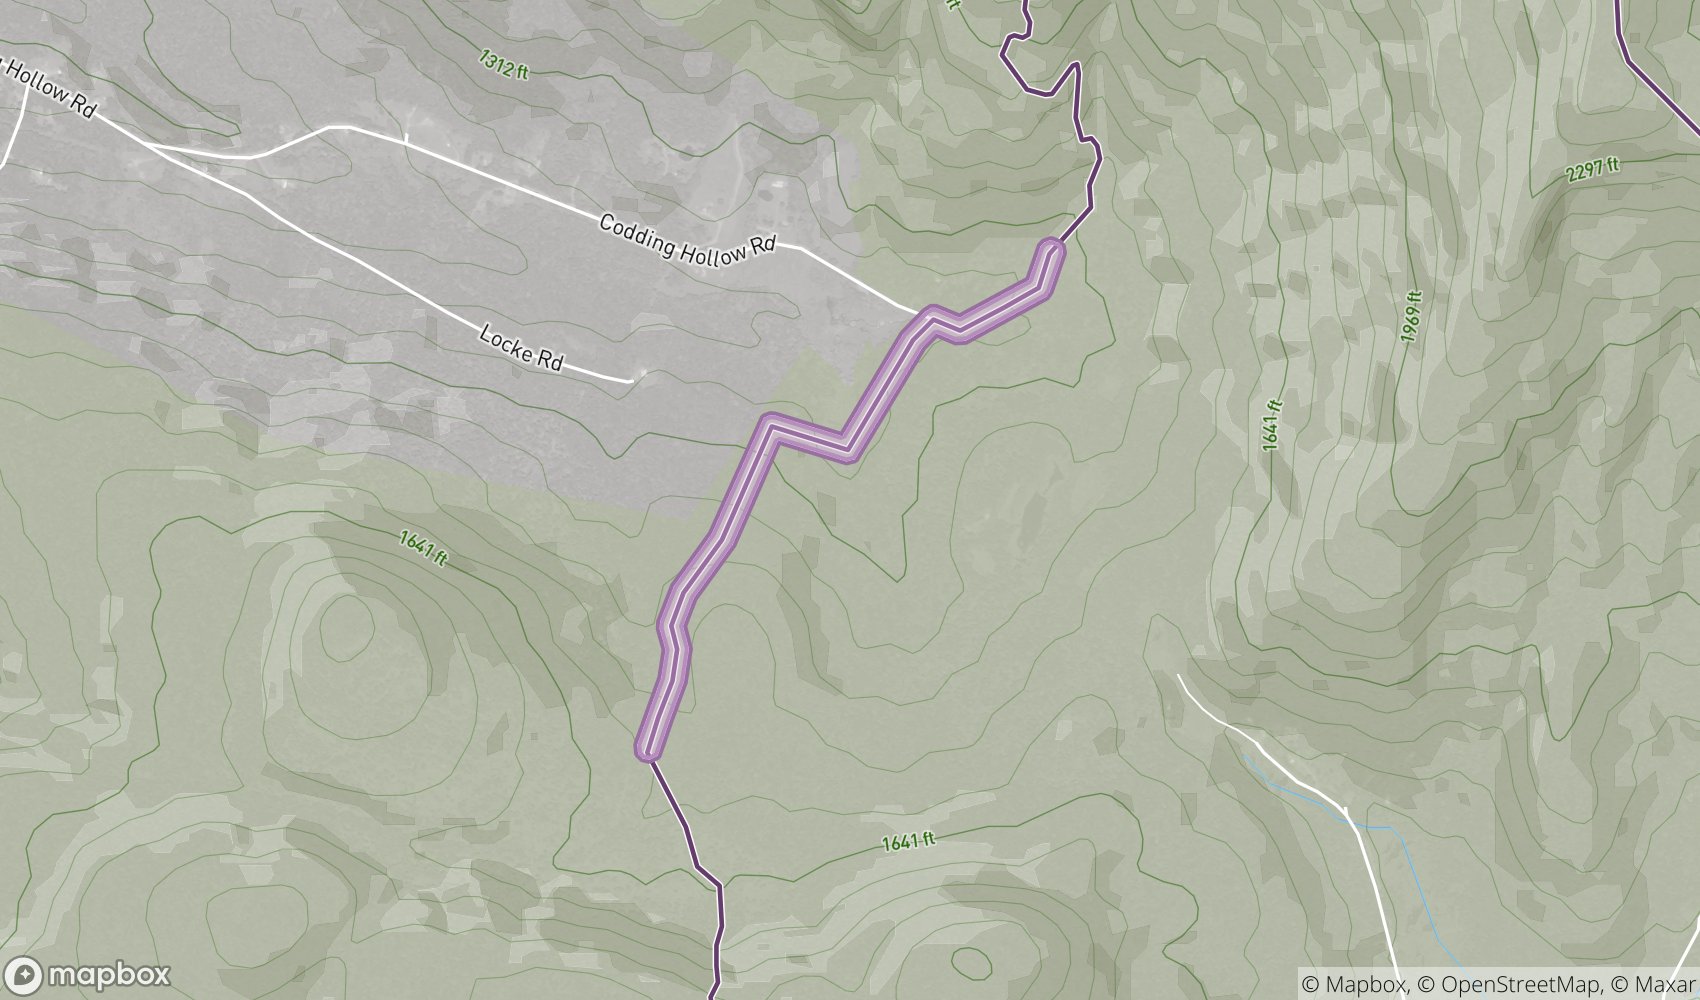 ft
1312 ft
Hollow Rd
2297 ft
Codding Hollow Rd
1969 ft
Locke Rd
1641 ft
1641 ft
1641 ft
mapbox
© Mapbox, © OpenStreetMap, © Maxar